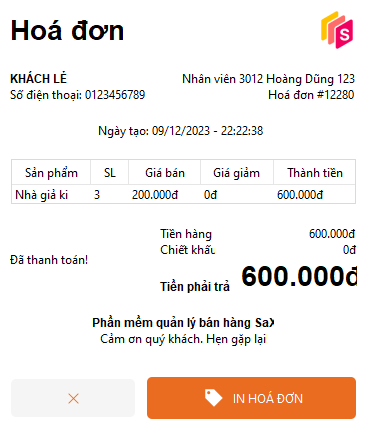 Hoá đơn
S
KHÁCH LẺ
Nhân viên 3012 Hoàng Dũng 123
Số điện thoại: 0123456789
Hoá đơn #12280
Ngày tạo: 09/12/2023 - 22:22:38
Sản phẩm SL Giá bán Giá giảm Thành tiền
Nhà giả ki 3 200.000đ 0đ 600.000đ
Tiền hàng 600.000đ
Chiết khấu 0đ
Đã thanh toán!
Tiền phải trả 600.000đ
Phần mềm quản lý bán hàng SaX
Cảm ơn quý khách. Hẹn gặp lại
IN HOÁ ĐƠN